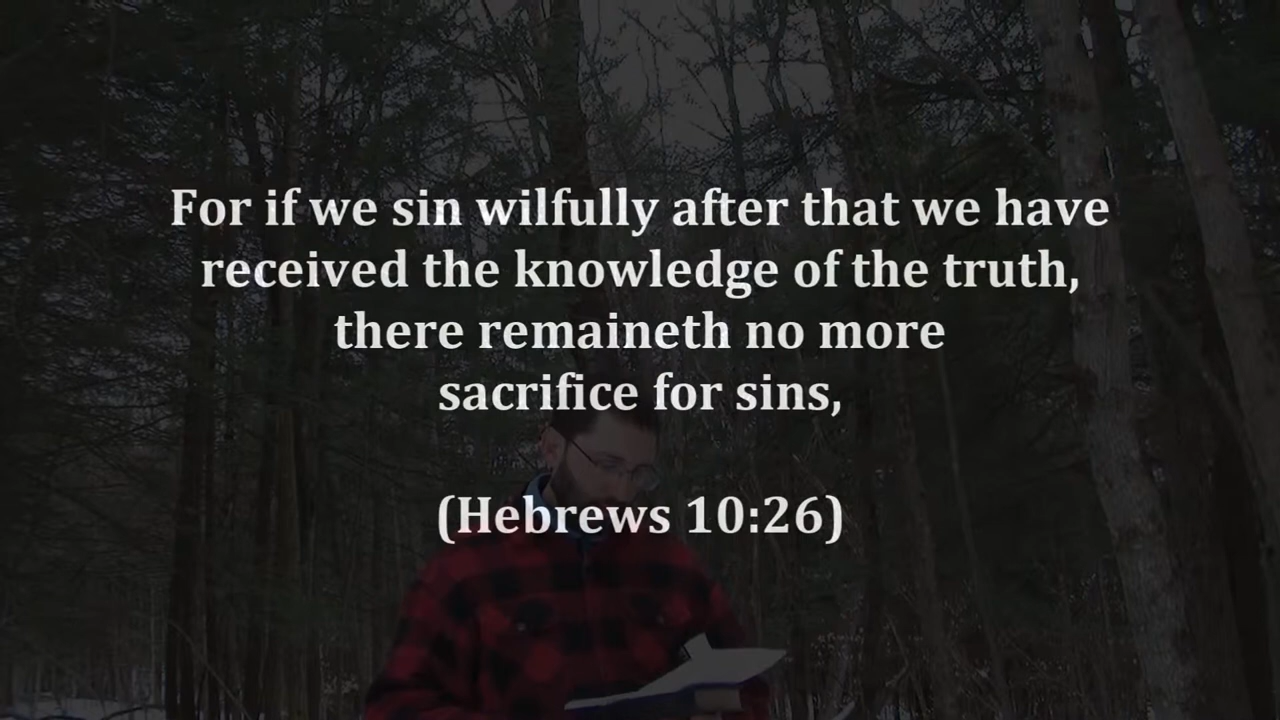 For if we sin wilfully after that we have
received the knowledge of the truth,
there remaineth no more
sacrifice for sins,
(Hebrews 10:26)